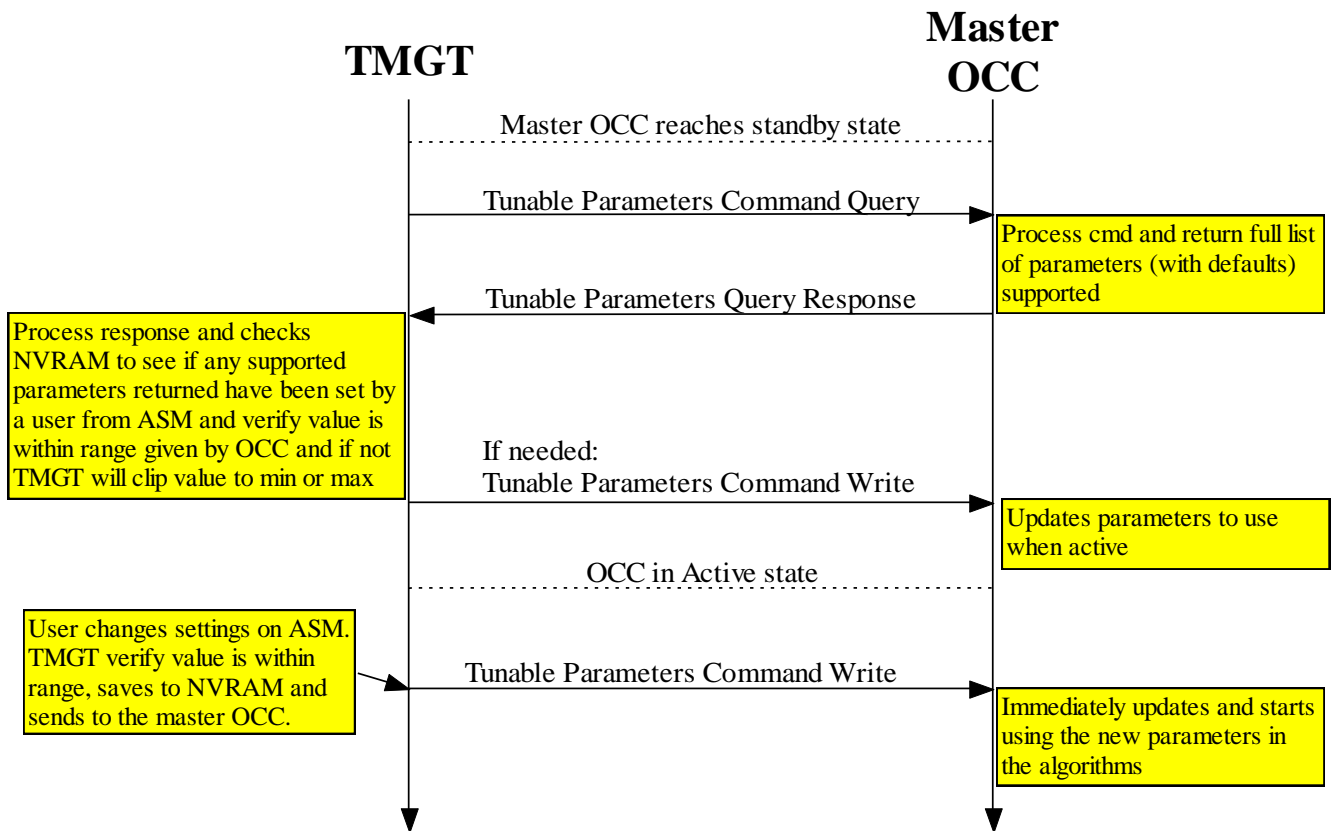 TMGT
Master
OCC
Master OCC reaches standby state
Tunable Parameters Command Query
Process cmd and return full list
of parameters (with defaults)
supported
Tunable Parameters Query Response
Process response and checks
NVRAM to see if any supported
parameters returned have been set by
a user from ASM and verify value is
within range given by OCC and if not
TMGT will clip value to min or max
If needed:
Tunable Parameters Command Write
Updates parameters to use
when active
OCC in Active state
User changes settings on ASM.
TMGT verify value is within
range, saves to NVRAM and
sends to the master OCC.
Tunable Parameters Command Write
Immediately updates and starts
using the new parameters in
the algorithms